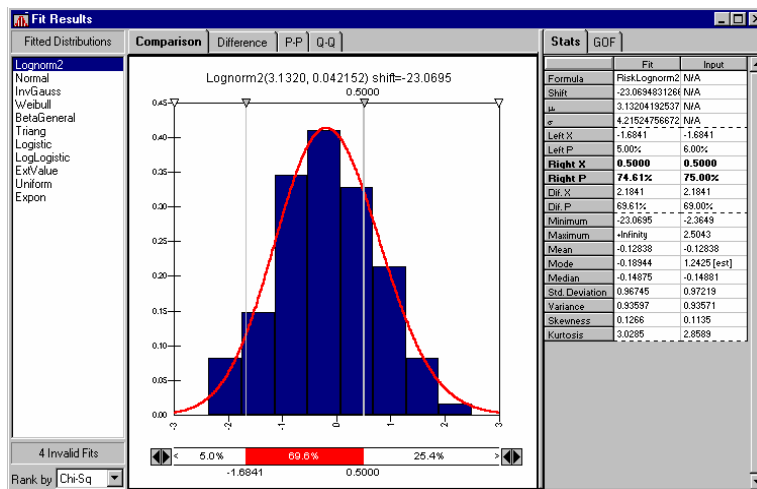 Fit Results
Fitted Distributions
Lognorm2
Normal
InvGauss
Weibull
BetaGeneral
Triang
Logistic
LogLogistic
ExtValue
Uniform
Expon
4 Invalid Fits
Rank by Chi-Sq
Comparison Difference P-P Q-Q
Lognorm2(3.1320, 0.042152) shift=-23.0695
0.5000
0.45
0.40
0.35
0.30
0.25
0.20
0.15
0.10
0.05
0.00
-3 -2 -1 0 1 2 3
< 5.0% 69.6% 25.4% >
-1.6841 0.5000
Stats GOF
Fit Input
Formula RiskLognorm2 N/A
Shift -23.0694831266 N/A
μ 3.13204192537 N/A
σ 4.21524756672 N/A
Left X -1.6841 -1.6841
Left P 5.00% 6.00%
Right X 0.5000 0.5000
Right P 74.61% 75.00%
Dif. X 2.1841 2.1841
Dif. P 69.61% 69.00%
Minimum -23.0695 -2.3649
Maximum +Infinity 2.5043
Mean -0.12838 -0.12838
Mode -0.18944 1.2425 [est]
Median -0.14875 -0.14881
Std. Deviation 0.96745 0.97219
Variance 0.93597 0.93571
Skewness 0.1266 0.1135
Kurtosis 3.0285 2.8589